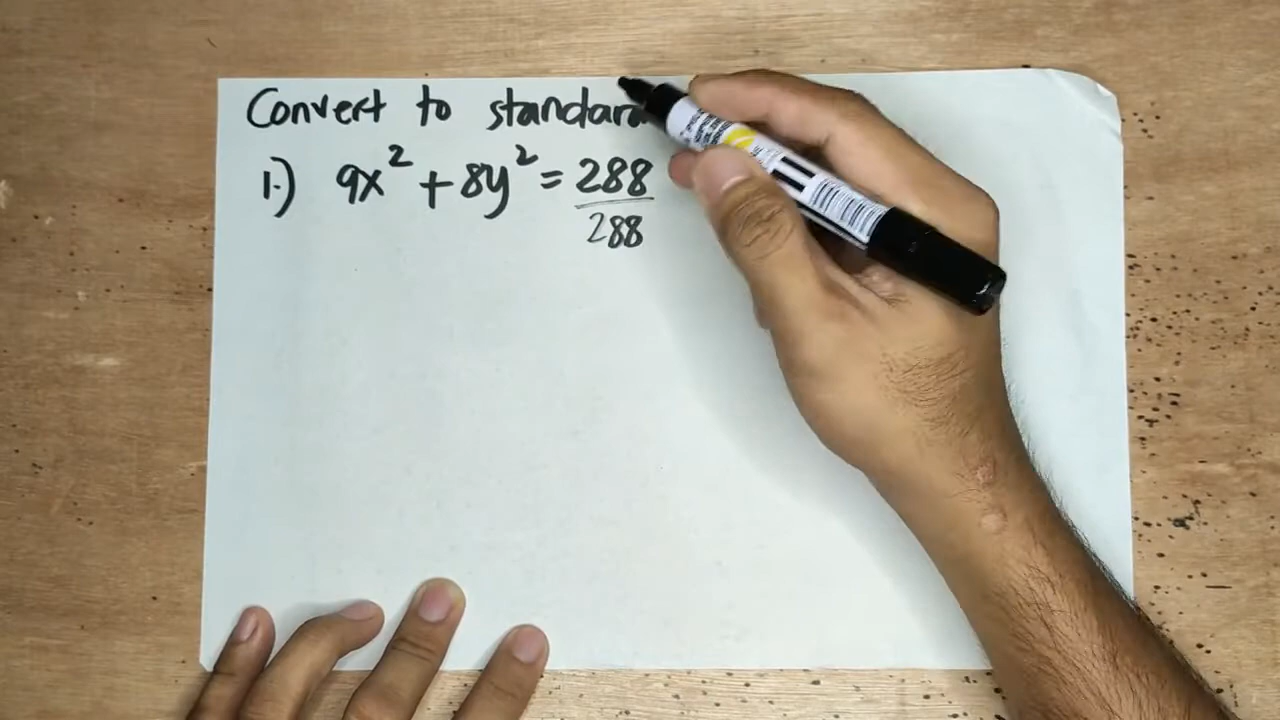 Convert to standard
1.) 9x² + 8y² = 288
288